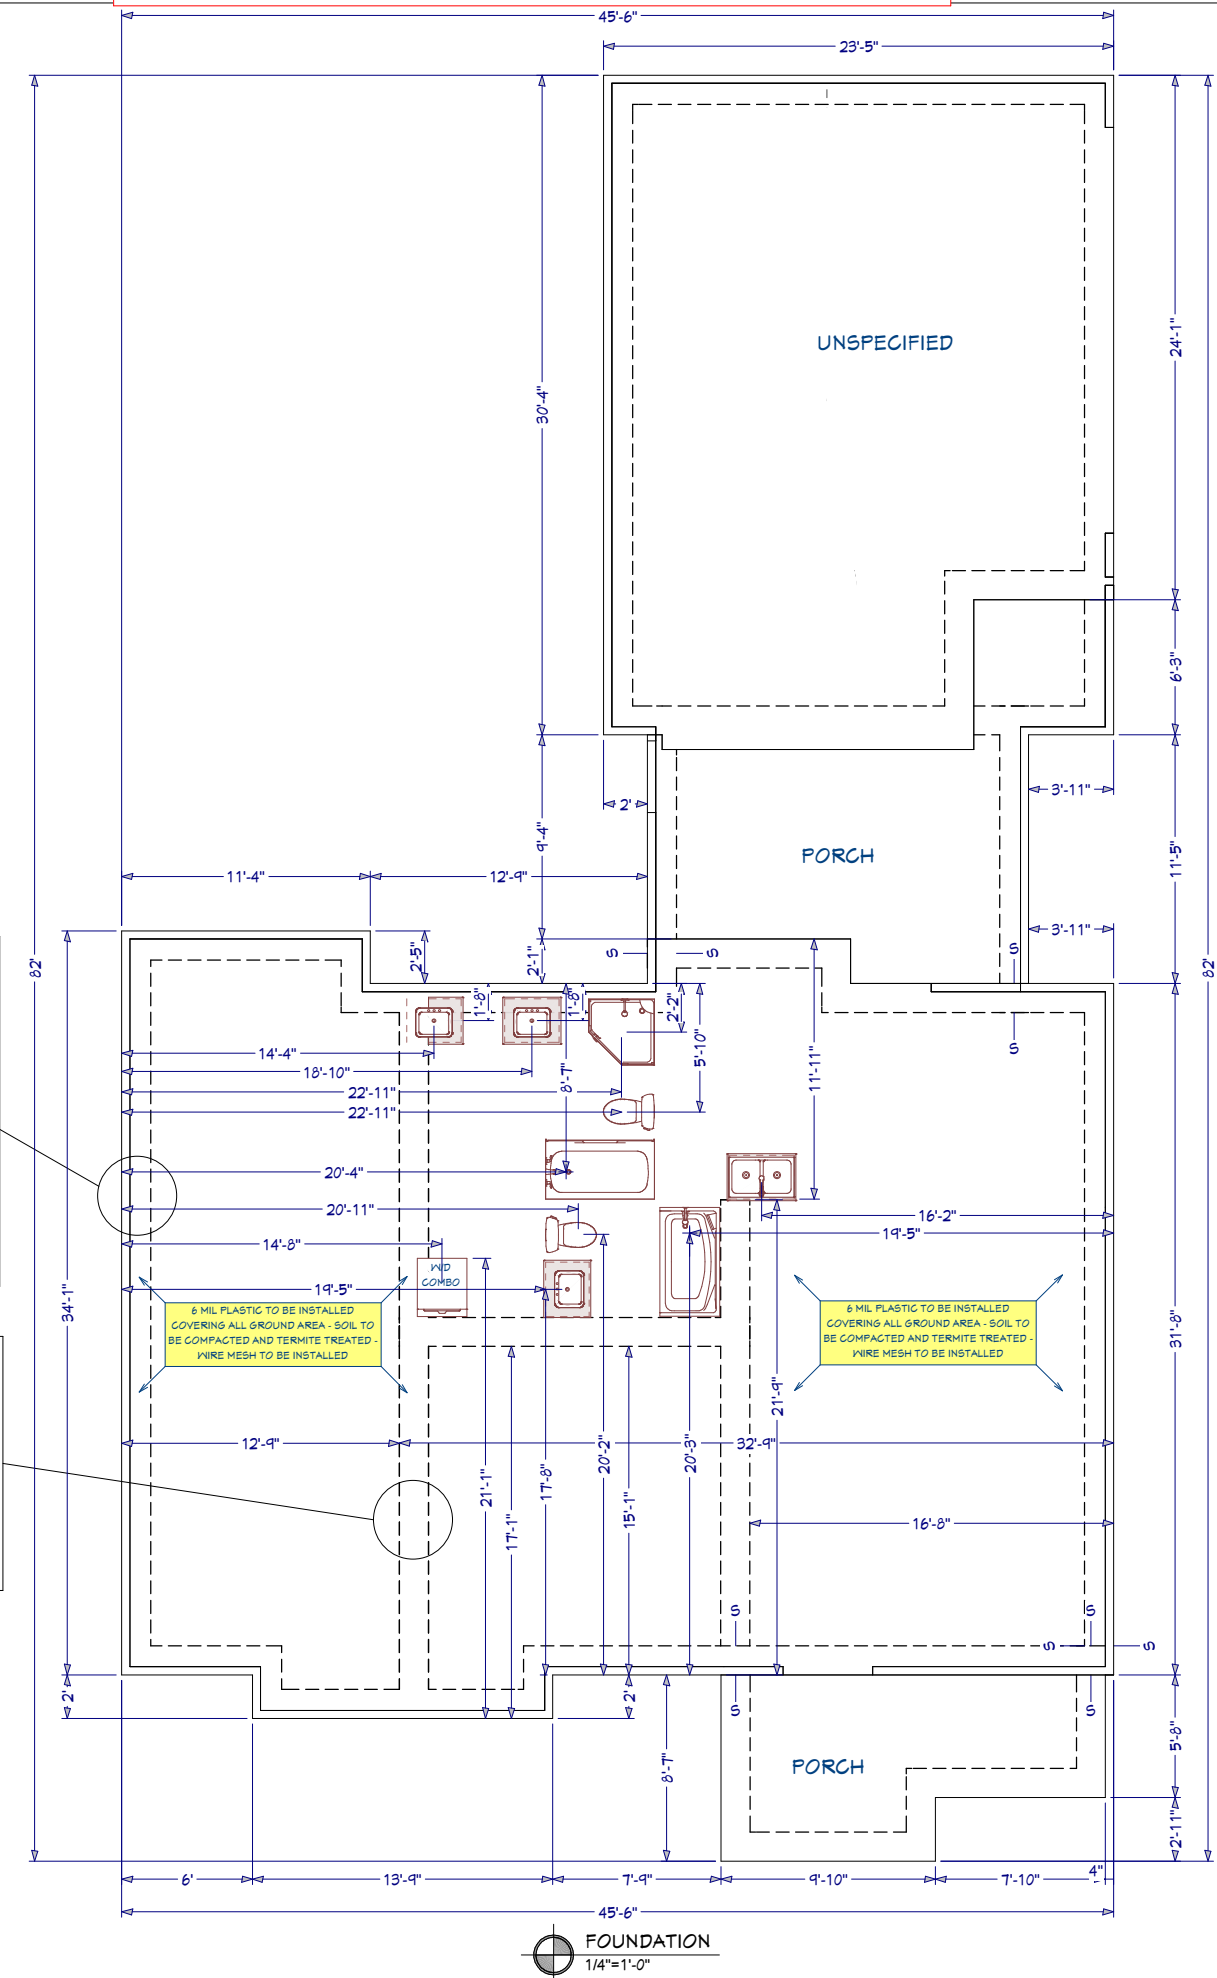 45'-6"
23'-5"
24'-1"
UNSPECIFIED
30'-4"
6'-3"
3'-11"
2'
9'-4"
11'-5"
PORCH
11'-4"
12'-9"
3'-11"
2'-5"
2'-1"
S
S
S
82'
82'
1'-8"
1'-8"
2'-2"
5'-10"
S
14'-4"
18'-10"
8'-7"
11'-11"
22'-11"
22'-11"
20'-4"
20'-11"
16'-2"
19'-5"
14'-8"
W/D
COMBO
19'-5"
34'-1"
31'-8"
6 MIL PLASTIC TO BE INSTALLED
COVERING ALL GROUND AREA - SOIL TO
BE COMPACTED AND TERMITE TREATED -
WIRE MESH TO BE INSTALLED
6 MIL PLASTIC TO BE INSTALLED
COVERING ALL GROUND AREA - SOIL TO
BE COMPACTED AND TERMITE TREATED -
WIRE MESH TO BE INSTALLED
21'-9"
12'-9"
32'-9"
20'-2"
20'-3"
21'-1"
17'-8"
15'-1"
17'-1"
16'-8"
S
S
S
S
2'
2'
S
S
5'-8"
8'-7"
PORCH
2'-11"
6'
13'-9"
7'-9"
9'-10"
7'-10"
4"
45'-6"
FOUNDATION
1/4"=1'-0"